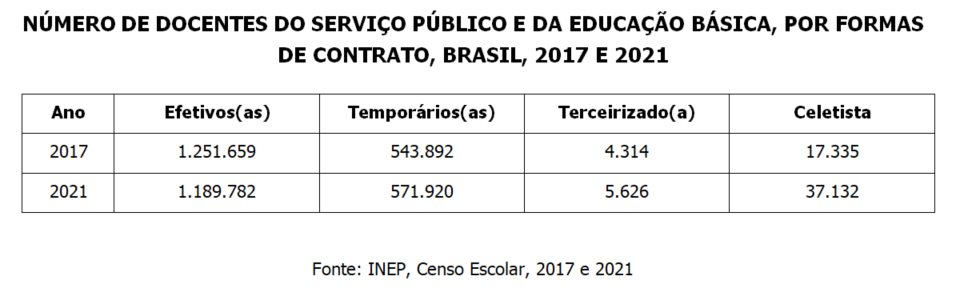 NÚMERO DE DOCENTES DO SERVIÇO PÚBLICO E DA EDUCAÇÃO BÁSICA, POR FORMAS
DE CONTRATO, BRASIL, 2017 E 2021
Ano Efetivos(as) Temporários(as) Terceirizado(a) Celetista
2017 1.251.659 543.892 4.314 17.335
2021 1.189.782 571.920 5.626 37.132
Fonte: INEP, Censo Escolar, 2017 e 2021